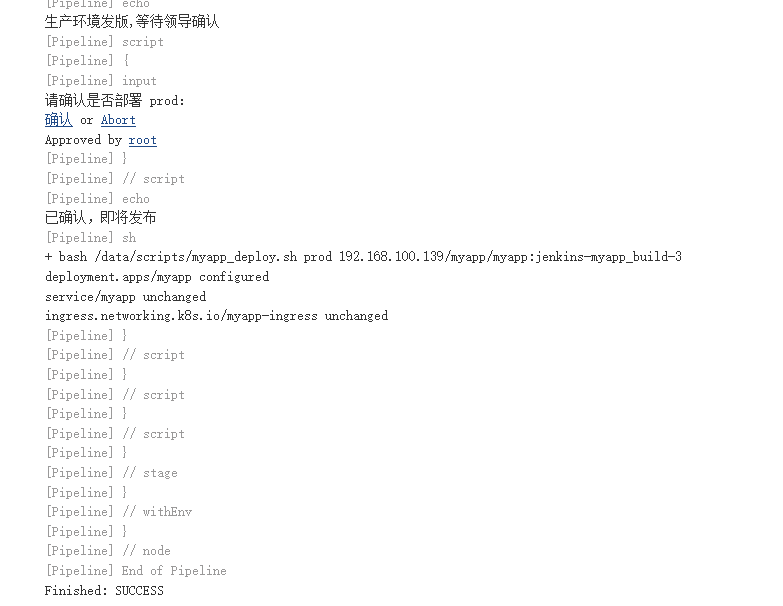 [Pipeline] echo
生产环境发版,等待领导确认
[Pipeline] script
[Pipeline] {
[Pipeline] input
请确认是否部署 prod:
确认 or Abort
Approved by root
[Pipeline] }
[Pipeline] // script
[Pipeline] echo
已确认，即将发布
[Pipeline] sh
+ bash /data/scripts/myapp_deploy.sh prod 192.168.100.139/myapp/myapp:jenkins-myapp_build-3
deployment.apps/myapp configured
service/myapp unchanged
ingress.networking.k8s.io/myapp-ingress unchanged
[Pipeline] }
[Pipeline] // script
[Pipeline] }
[Pipeline] // script
[Pipeline] }
[Pipeline] // script
[Pipeline] }
[Pipeline] // stage
[Pipeline] }
[Pipeline] // withEnv
[Pipeline] }
[Pipeline] // node
[Pipeline] End of Pipeline
Finished: SUCCESS